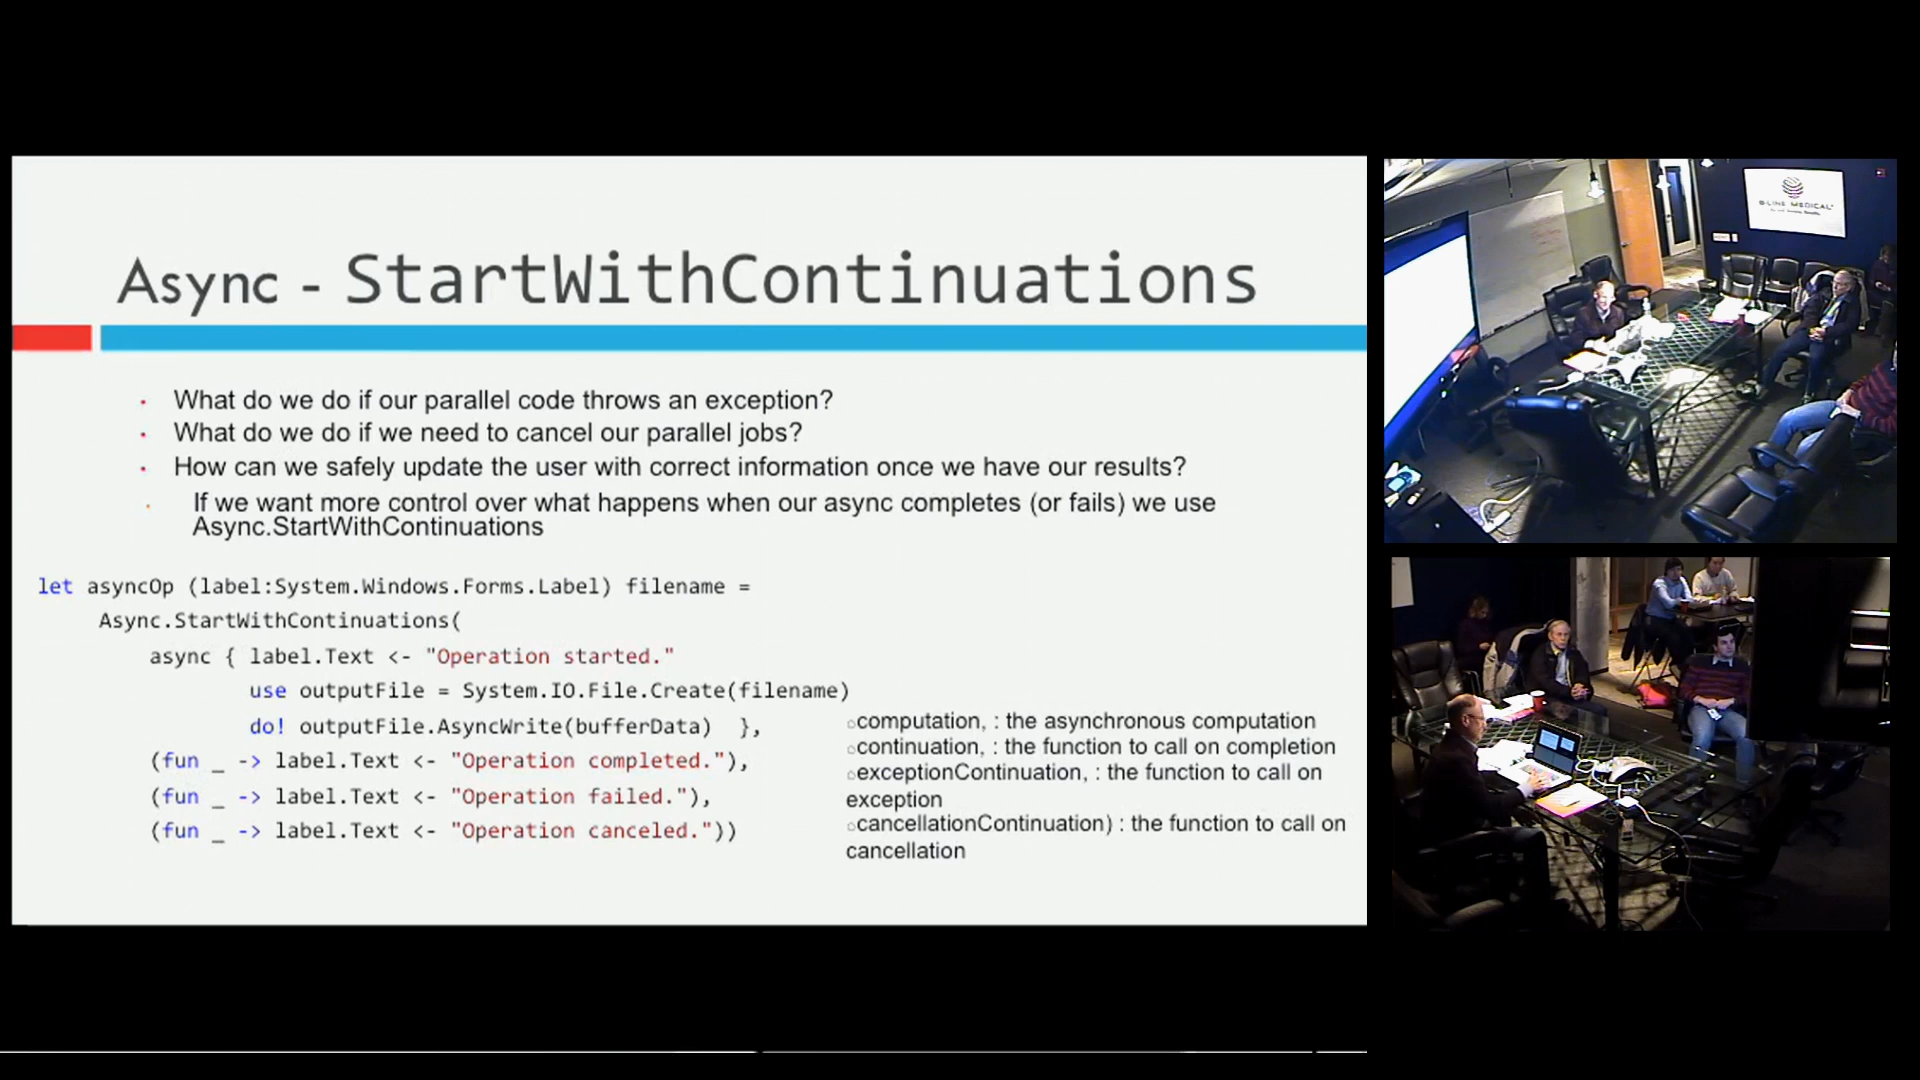 Async - StartWithContinuations
What do we do if our parallel code throws an exception?
What do we do if we need to cancel our parallel jobs?
How can we safely update the user with correct information once we have our results?
If we want more control over what happens when our async completes (or fails) we use
Async.StartWithContinuations
let asyncOp (label:System.Windows.Forms.Label) filename =
Async.StartWithContinuations(
async { label.Text <- "Operation started."
use outputFile = System.IO.File.Create(filename)
do! outputFile.AsyncWrite(bufferData) },
(fun _ -> label.Text <- "Operation completed."),
(fun _ -> label.Text <- "Operation failed."),
(fun _ -> label.Text <- "Operation canceled."))
computation, : the asynchronous computation
continuation, : the function to call on completion
exceptionContinuation, : the function to call on
exception
cancellationContinuation) : the function to call on
cancellation
B-LINE MEDICAL